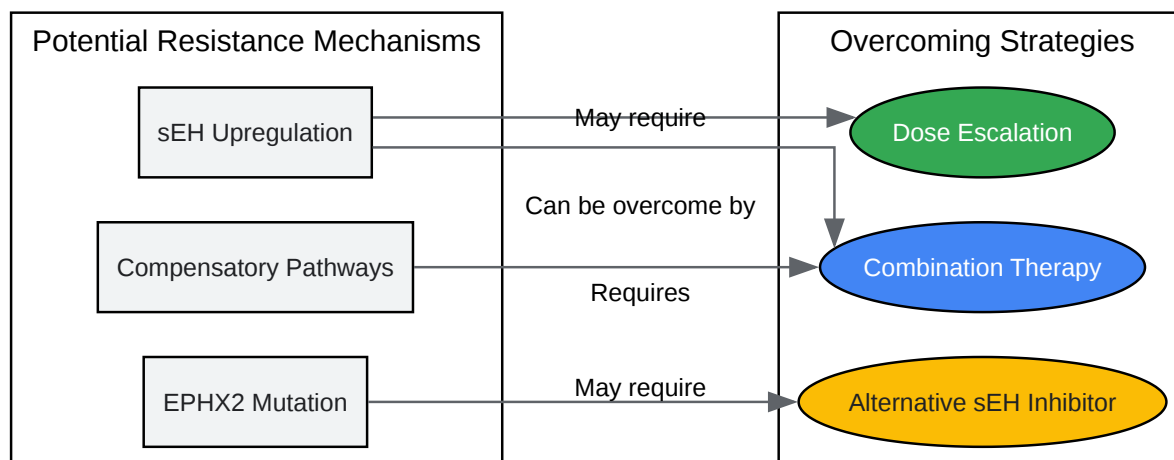 Potential Resistance Mechanisms
Overcoming Strategies
sEH Upregulation
May require
Dose Escalation
Can be overcome by
Compensatory Pathways
Requires
Combination Therapy
EPHX2 Mutation
May require
Alternative sEH Inhibitor